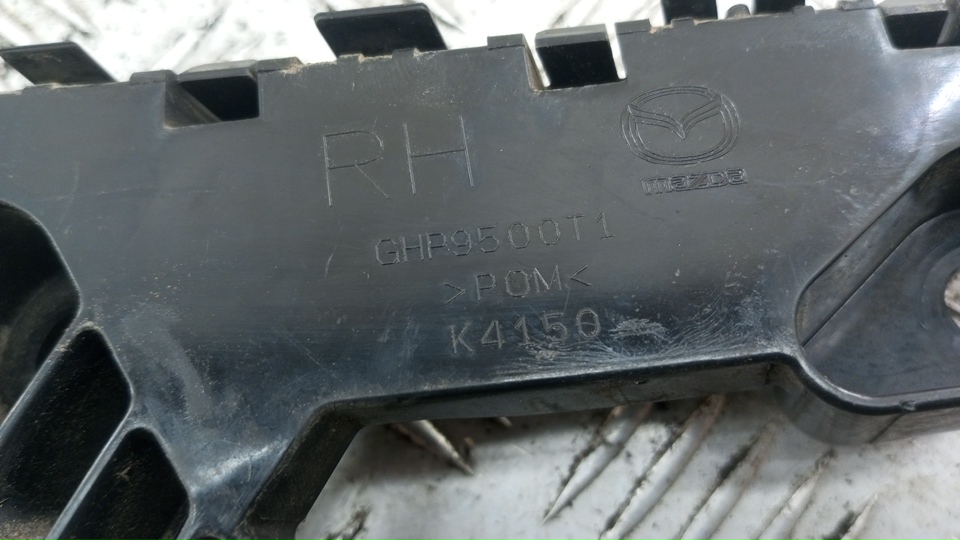 RH
mazda
GHP9500T1
>POM<
K4150